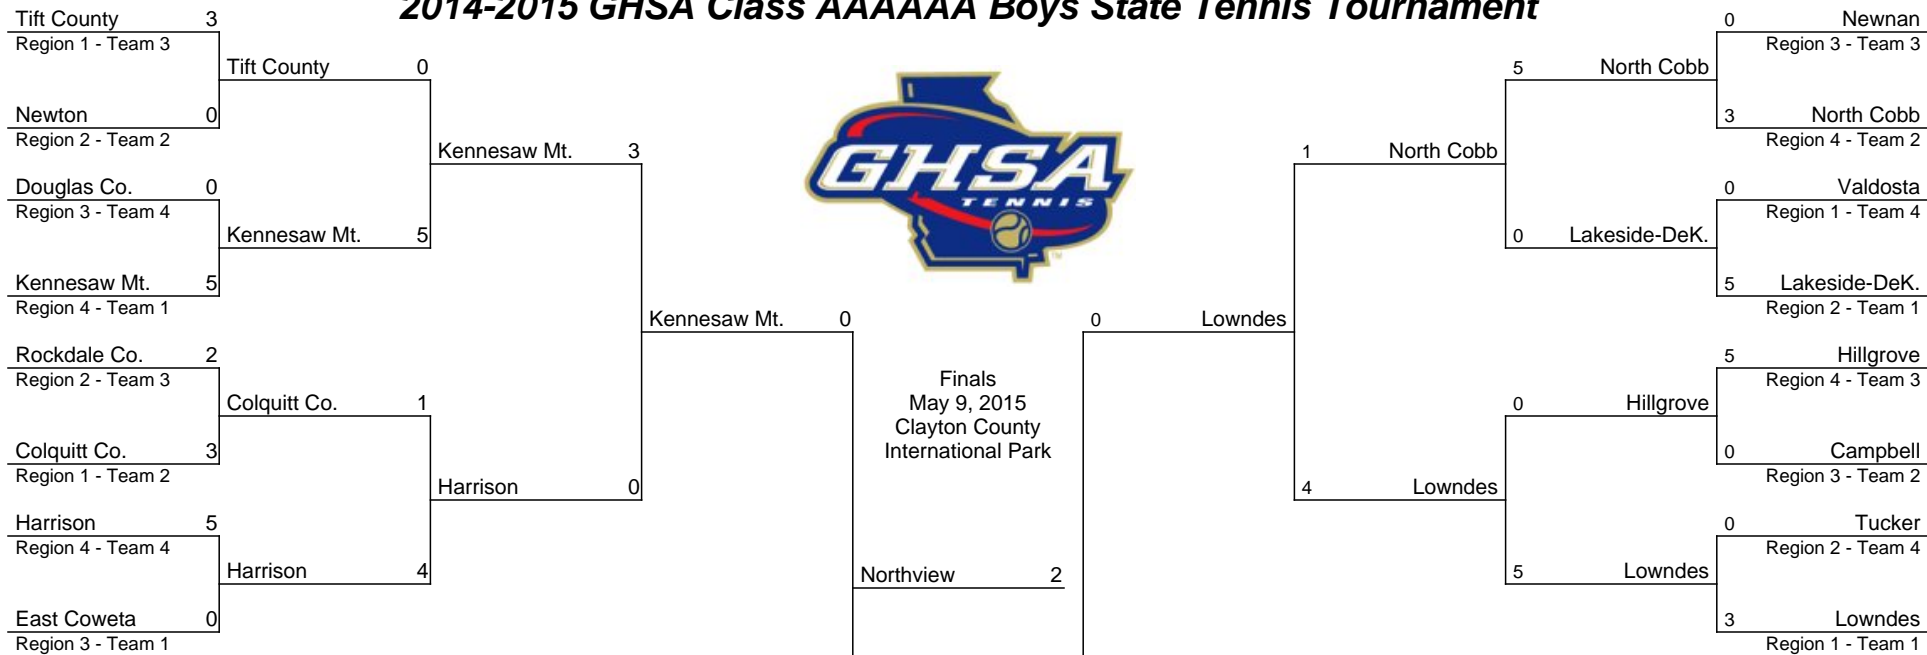 2014-2015 GHSA Class AAAAAA Boys State Tennis Tournament
Tift County 3
Region 1 - Team 3
Tift County 0
Newton 0
Region 2 - Team 2
Kennesaw Mt. 3
Douglas Co. 0
Region 3 - Team 4
Kennesaw Mt. 5
Kennesaw Mt. 5
Region 4 - Team 1
Kennesaw Mt. 0
Rockdale Co. 2
Region 2 - Team 3
Colquitt Co. 1
Colquitt Co. 3
Region 1 - Team 2
Harrison 0
Harrison 5
Region 4 - Team 4
Harrison 4
East Coweta 0
Region 3 - Team 1
GHSA
TENNIS
TM
Finals
May 9, 2015
Clayton County
International Park
Northview 2
0 Newnan
Region 3 - Team 3
5 North Cobb
3 North Cobb
Region 4 - Team 2
1 North Cobb
0 Valdosta
Region 1 - Team 4
0 Lakeside-DeK.
5 Lakeside-DeK.
Region 2 - Team 1
0 Lowndes
5 Hillgrove
Region 4 - Team 3
0 Hillgrove
0 Campbell
Region 3 - Team 2
4 Lowndes
0 Tucker
Region 2 - Team 4
5 Lowndes
3 Lowndes
Region 1 - Team 1